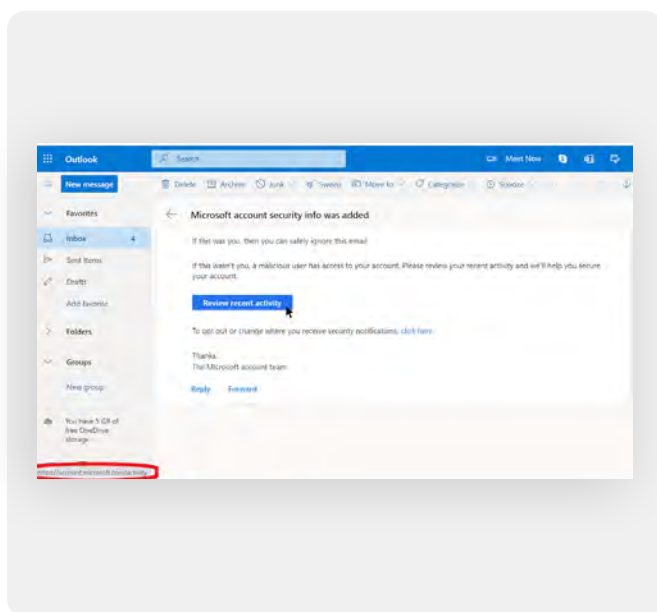 Outlook
Search
Meet Now
New message
Delete Archive Junk Sweep Move to Categorize Snooze
Favorites
Microsoft account security info was added
Inbox 4
If this was you, then you can safely ignore this email.
Sent Items
If this wasn't you, a malicious user has access to your account. Please review your recent activity and we'll help you secure
your account.
Drafts
Review recent activity
Add favorite
To opt out or change where you receive security notifications, click here.
Folders
Thanks,
The Microsoft account team
Groups
New group
Reply Forward
You have 5 GB of
free OneDrive
storage